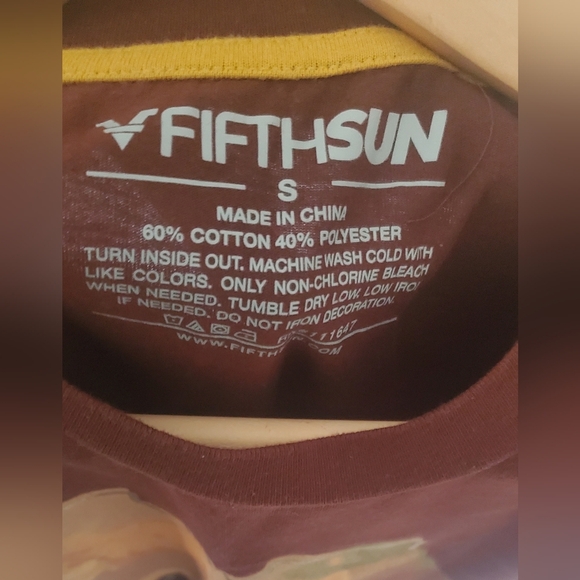 FIFTHSUN
S
MADE IN CHINA
60% COTTON 40% POLYESTER
TURN INSIDE OUT. MACHINE WASH COLD WITH
LIKE COLORS. ONLY NON-CHLORINE BLEACH
WHEN NEEDED. TUMBLE DRY LOW. LOW IRON
IF NEEDED. DO NOT IRON DECORATION.
111647